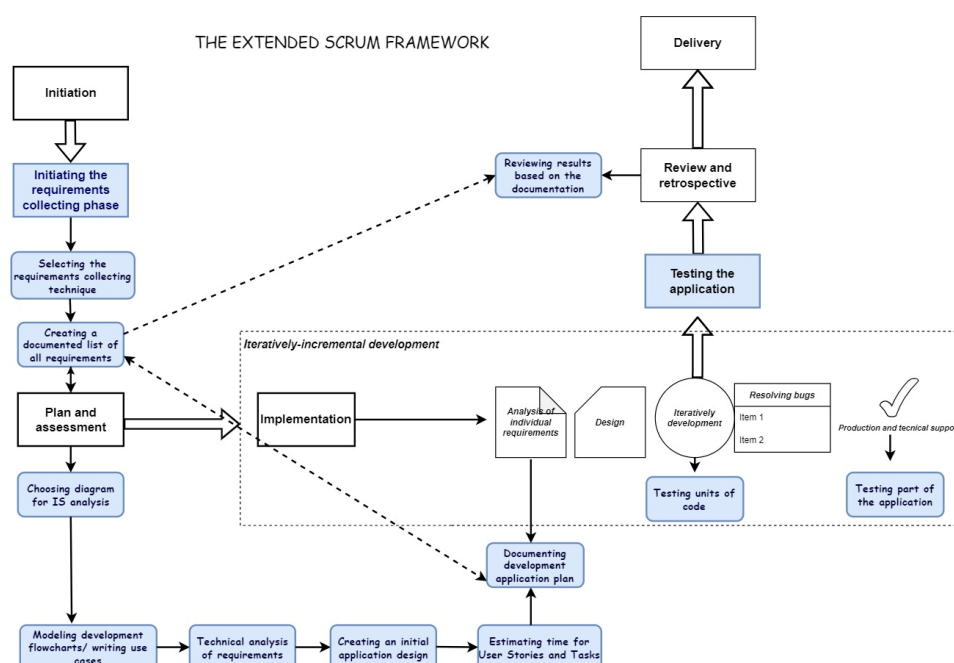 THE EXTENDED SCRUM FRAMEWORK
Delivery
Initiation
Initiating the
requirements
collecting phase
Reviewing results
based on the
documentation
Review and
retrospective
Selecting the
requirements collecting
technique
Testing the
application
Creating a
documented list of
all requirements
Iteratively-incremental development
Plan and
assessment
Implementation
Analysis of
individual
requirements
Design
Iteratively
development
Resolving bugs
Item 1
Item 2
Production and tecnical suppo
Choosing diagram
for IS analysis
Testing units of
code
Testing part of
the application
Documenting
development
application plan
Modeling development
flowcharts/ writing use
cases
Technical analysis
of requirements
Creating an initial
application design
Estimating time for
User Stories and Tasks